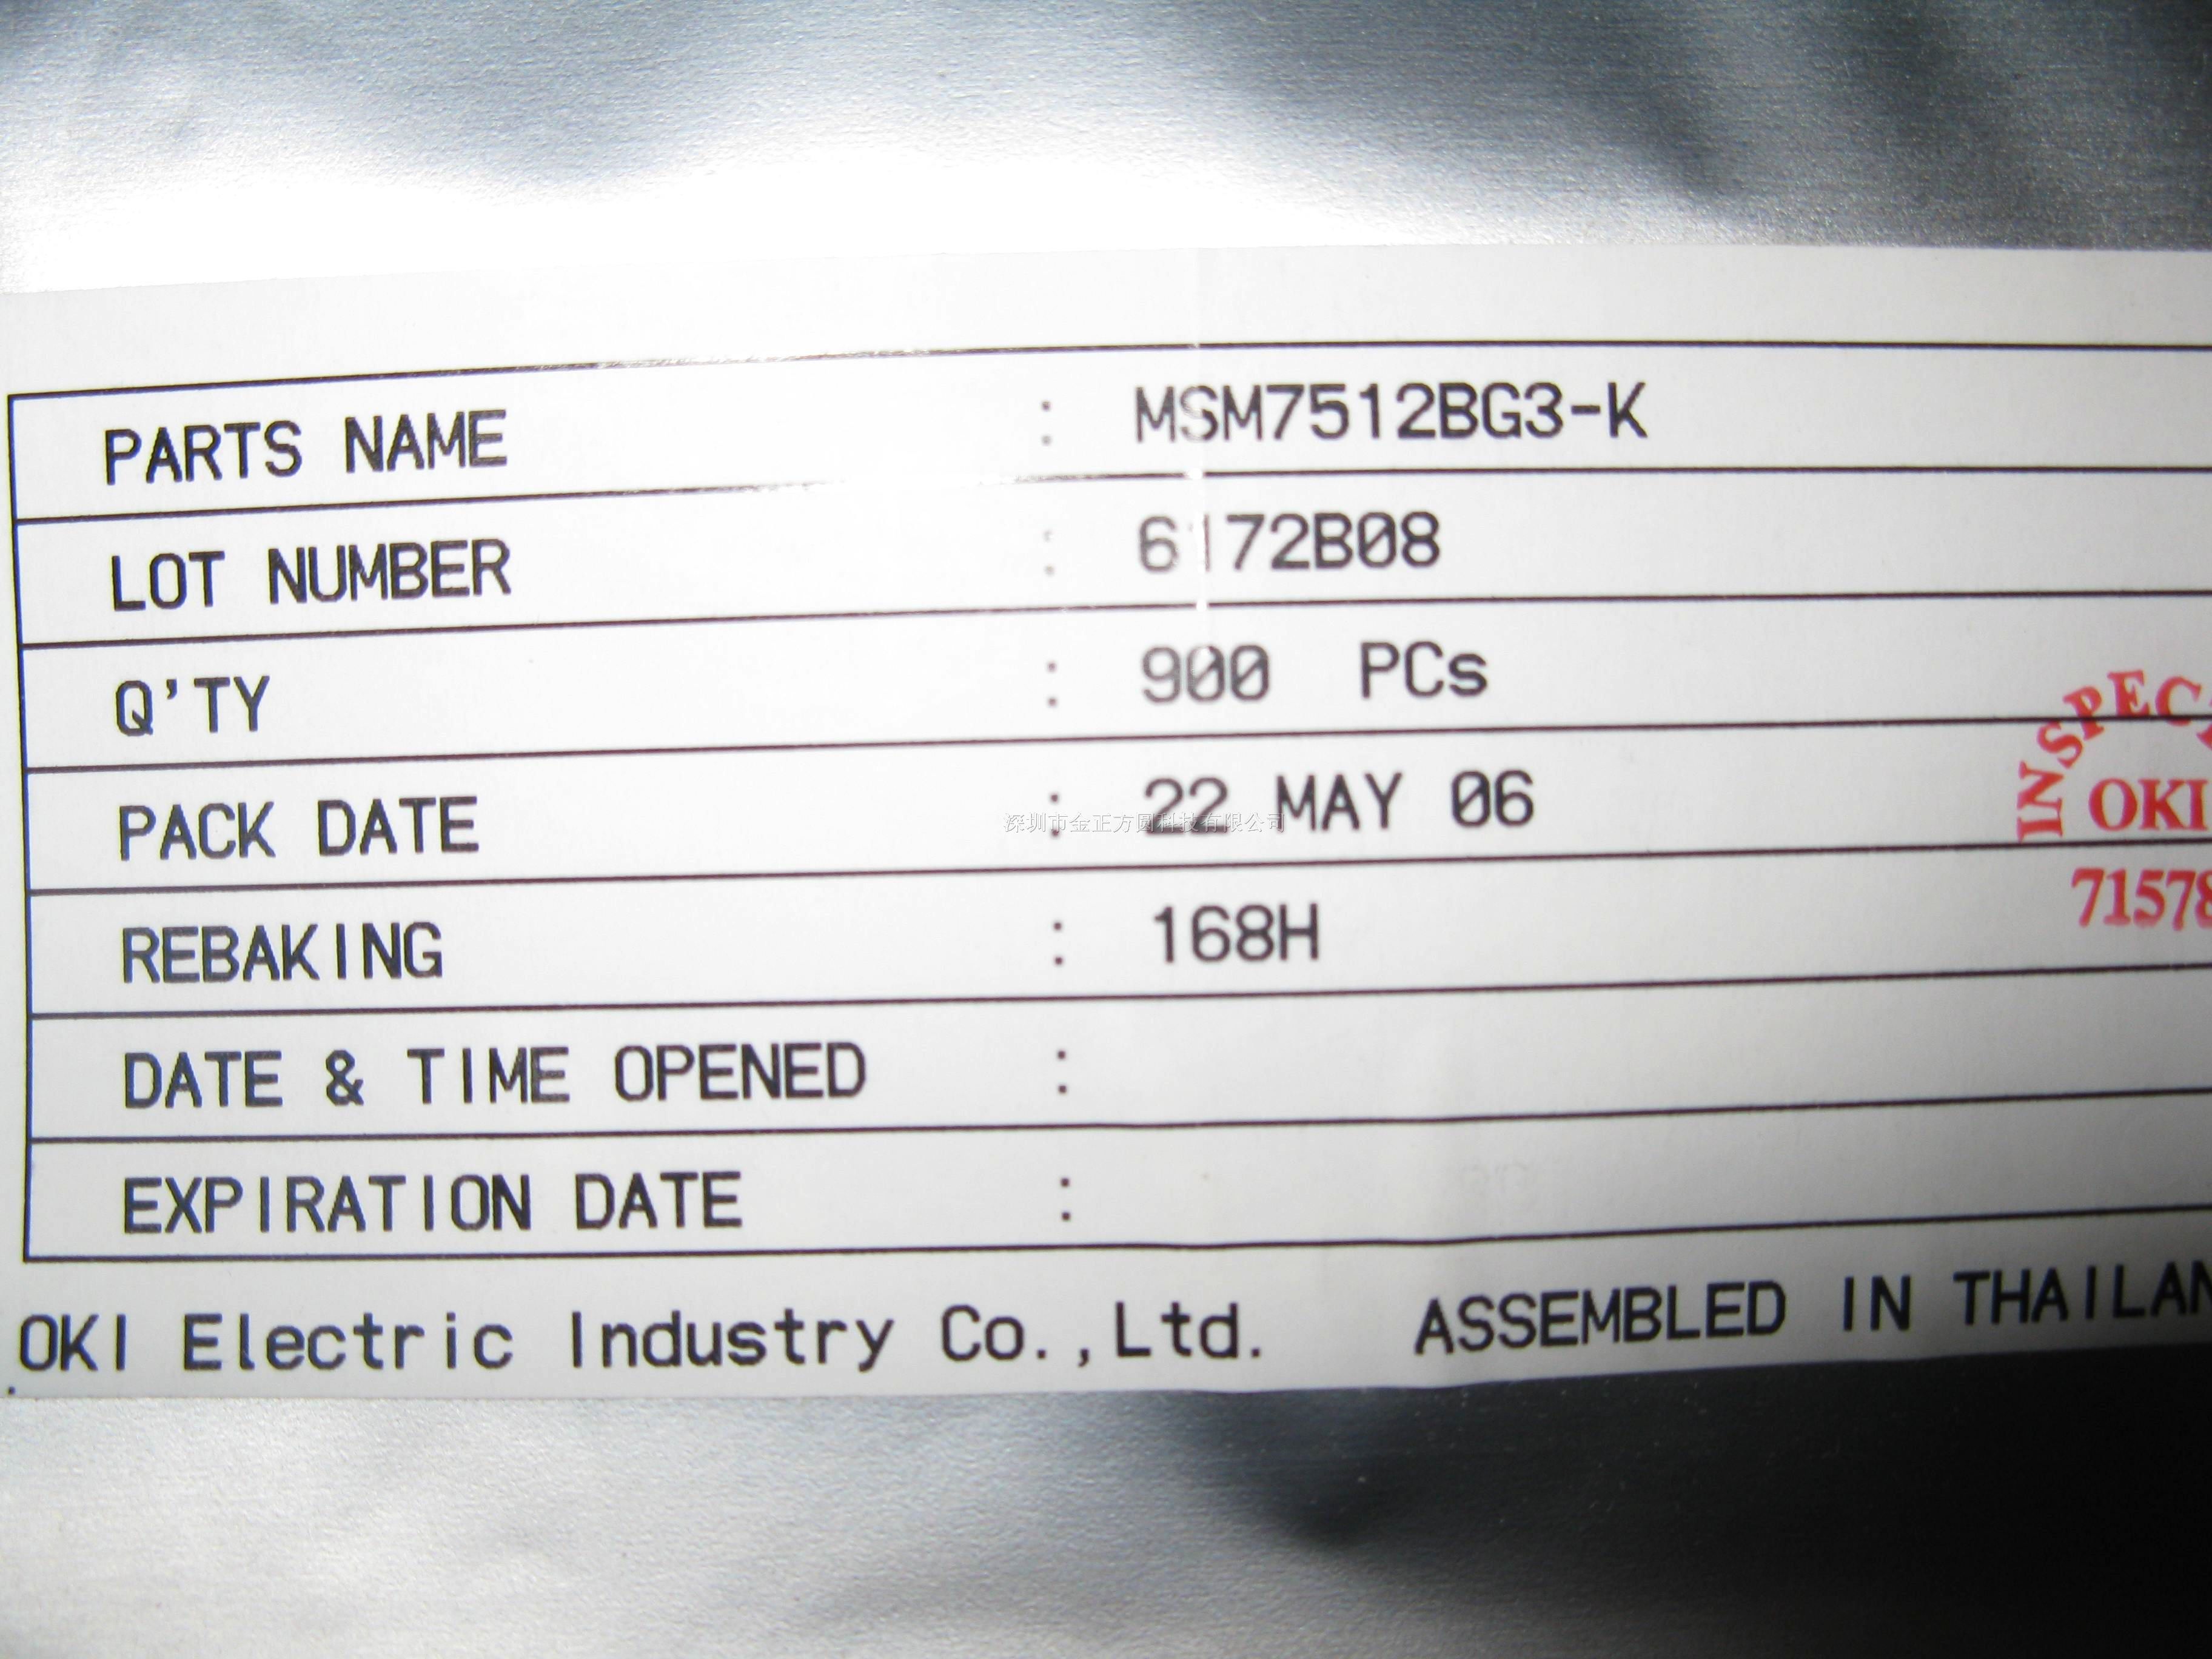 PARTS NAME : MSM7512BG3-K
LOT NUMBER : 6172B08
Q'TY : 900 PCs
PACK DATE : 22 MAY 06
深圳市金正方圆科技有限公司
REBAKING : 168H
DATE & TIME OPENED :
EXPIRATION DATE :
OKI Electric Industry Co.,Ltd. ASSEMBLED IN THAILAN
INSPEC
OKI
71578